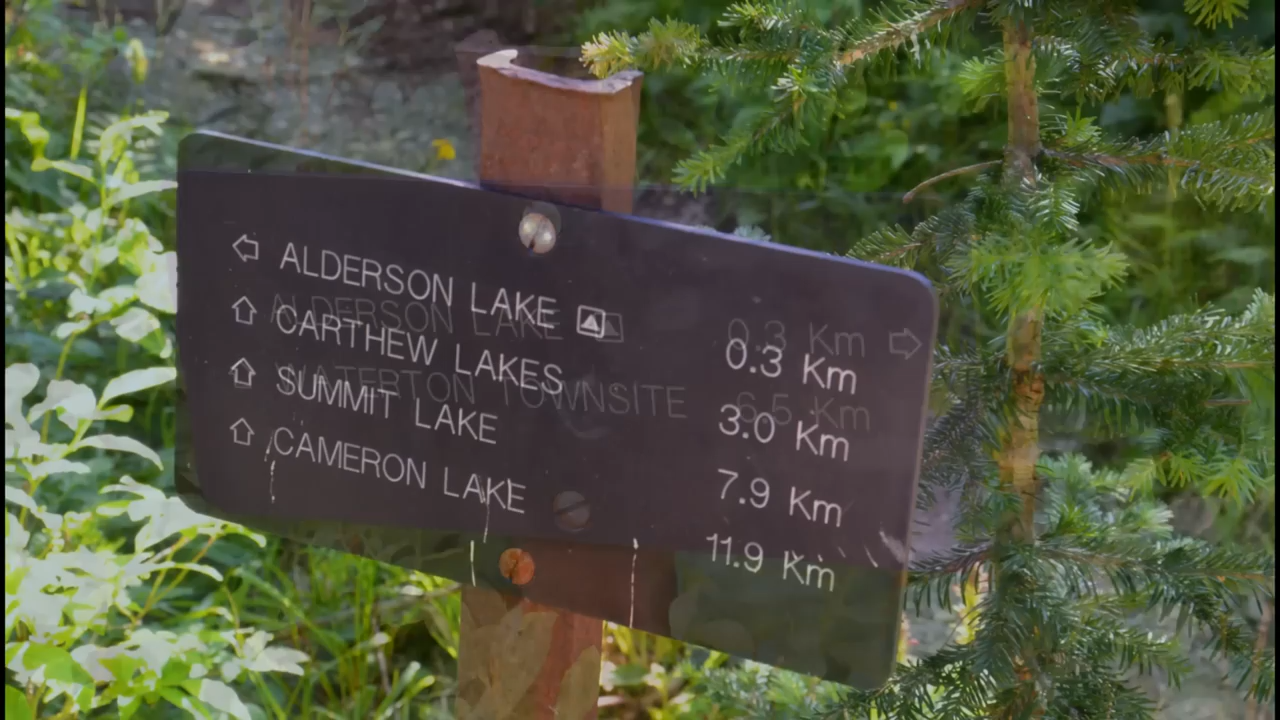 ALDERSON LAKE 0.3 Km
CARTHEW LAKES 3.0 Km
SUMMIT LAKE 7.9 Km
CAMERON LAKE 11.9 Km
ALDERSON LAKE 0.3 Km
WATERTON TOWNSITE 6.5 Km